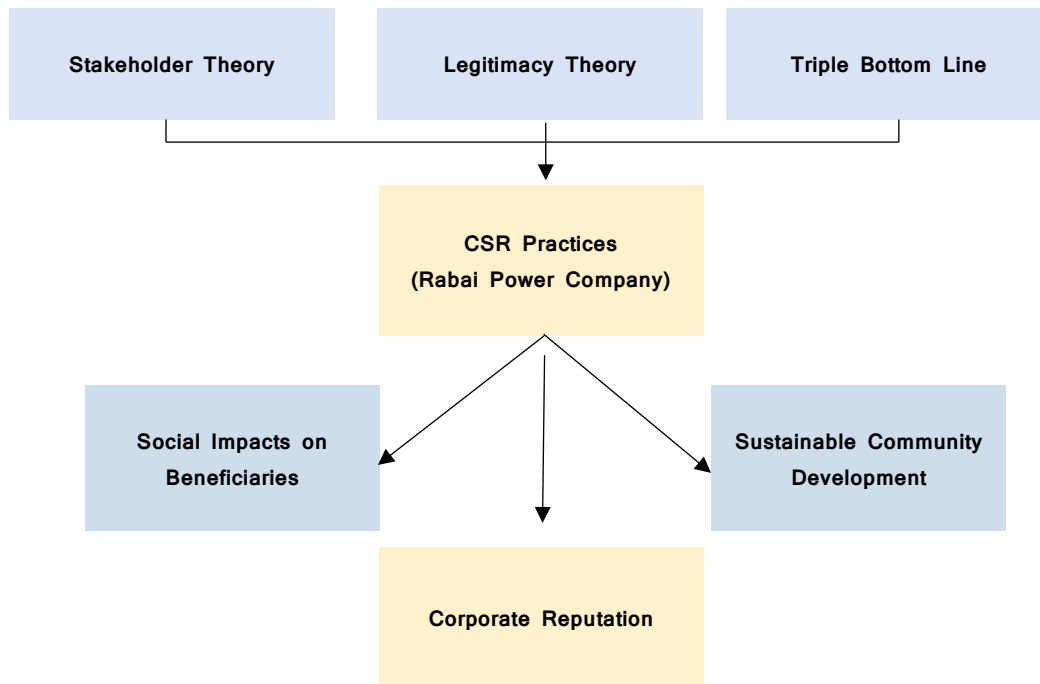 Stakeholder Theory
Legitimacy Theory
Triple Bottom Line
CSR Practices
(Rabai Power Company)
Social Impacts on
Beneficiaries
Sustainable Community
Development
Corporate Reputation